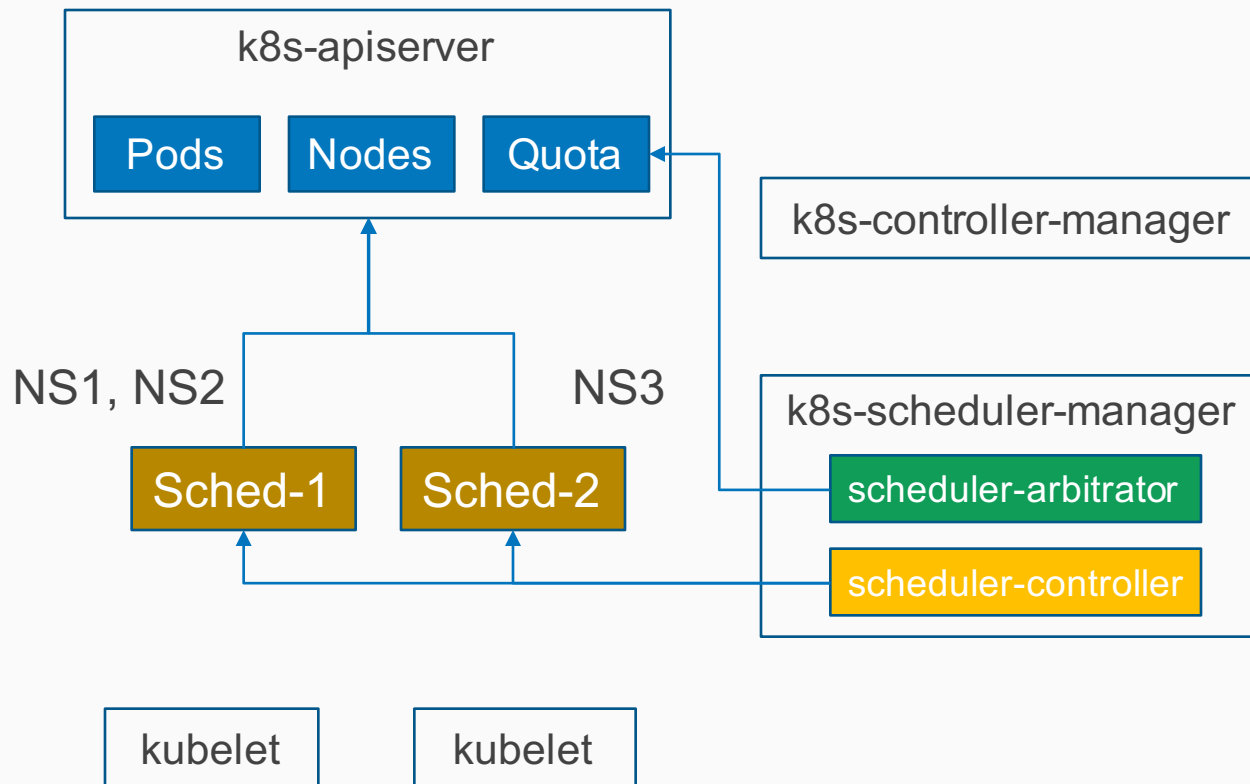 k8s-apiserver
Pods
Nodes
Quota
k8s-controller-manager
NS1, NS2
NS3
k8s-scheduler-manager
Sched-1
Sched-2
scheduler-arbitrator
scheduler-controller
kubelet
kubelet